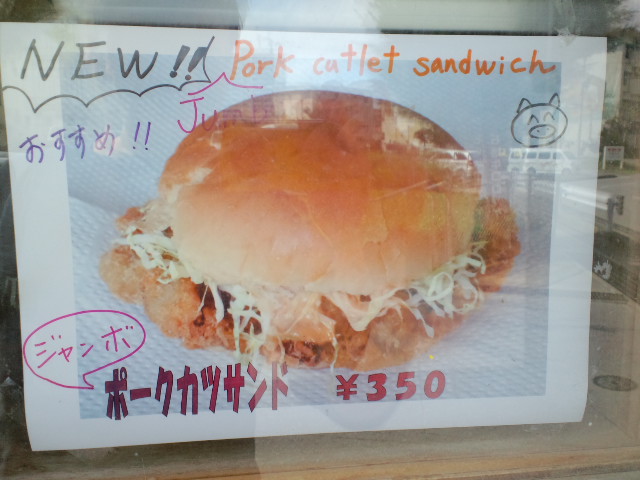 NEW!! Pork cutlet sandwich
Jumbo
おすすめ!!
ジャンボ
ポークカツサンド ¥350